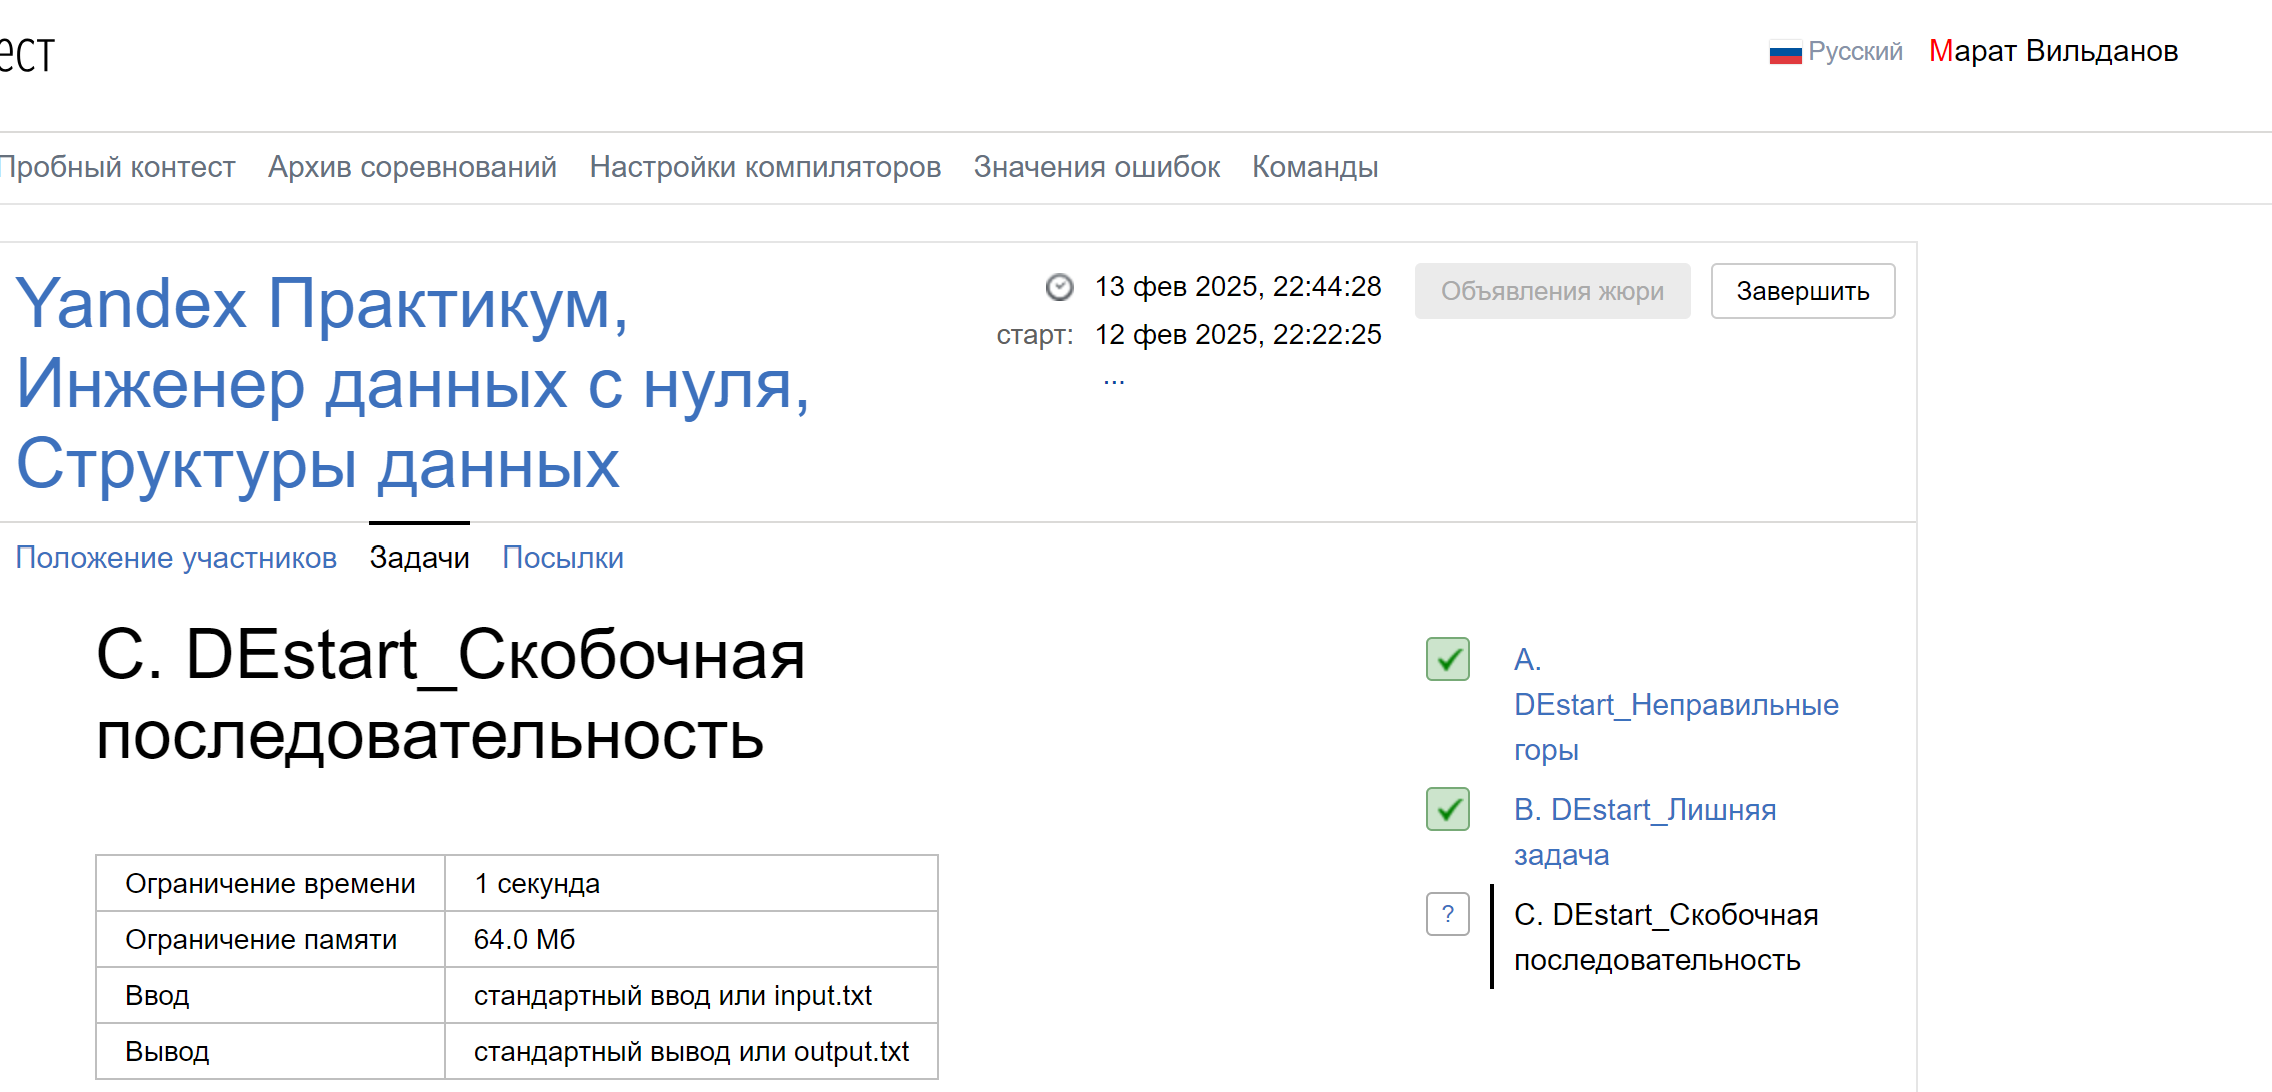 ест
Русский Марат Вильданов
Пробный контест Архив соревнований Настройки компиляторов Значения ошибок Команды
Yandex Практикум,
Инженер данных с нуля,
Структуры данных
13 фев 2025, 22:44:28
старт: 12 фев 2025, 22:22:25
...
Объявления жюри Завершить
Положение участников Задачи Посылки
C. DEstart_Скобочная
последовательность
Ограничение времени 1 секунда
Ограничение памяти 64.0 Мб
Ввод стандартный ввод или input.txt
Вывод стандартный вывод или output.txt
A.
DEstart_Неправильные
горы
B. DEstart_Лишняя
задача
? C. DEstart_Скобочная
последовательность